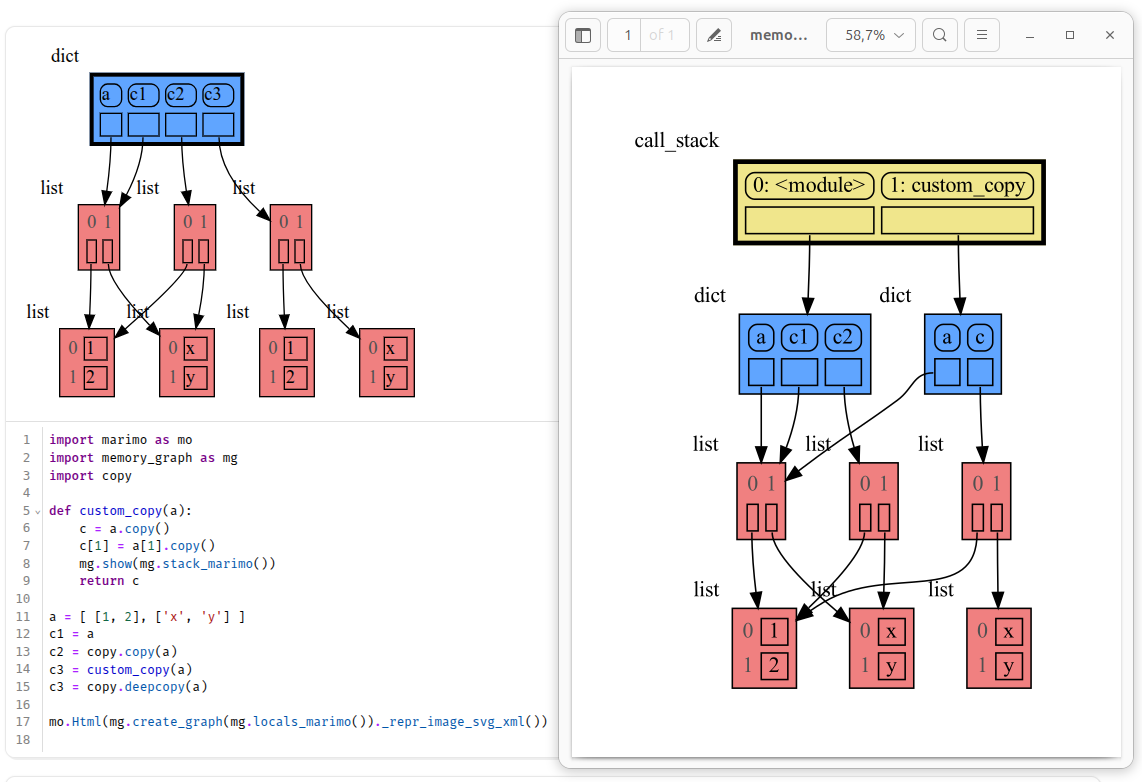 dict
a c1 c2 c3
list list list
0 1 0 1 0 1
list list list list
0 1 0 x 0 1 0 x
1 2 1 y 1 2 1 y
1 import marimo as mo
2 import memory_graph as mg
3 import copy
4
5 def custom_copy(a):
6 c = a.copy()
7 c[1] = a[1].copy()
8 mg.show(mg.stack_marimo())
9 return c
10
11 a = [ [1, 2], ['x', 'y'] ]
12 c1 = a
13 c2 = copy.copy(a)
14 c3 = custom_copy(a)
15 c3 = copy.deepcopy(a)
16
17 mo.Html(mg.create_graph(mg.locals_marimo())._repr_image_svg_xml())
18
1 of 1 memo... 58,7%
call_stack
0: <module> 1: custom_copy
dict dict
a c1 c2 a c
list list list
0 1 0 1 0 1
list list list
0 1 0 x 0 x
1 2 1 y 1 y